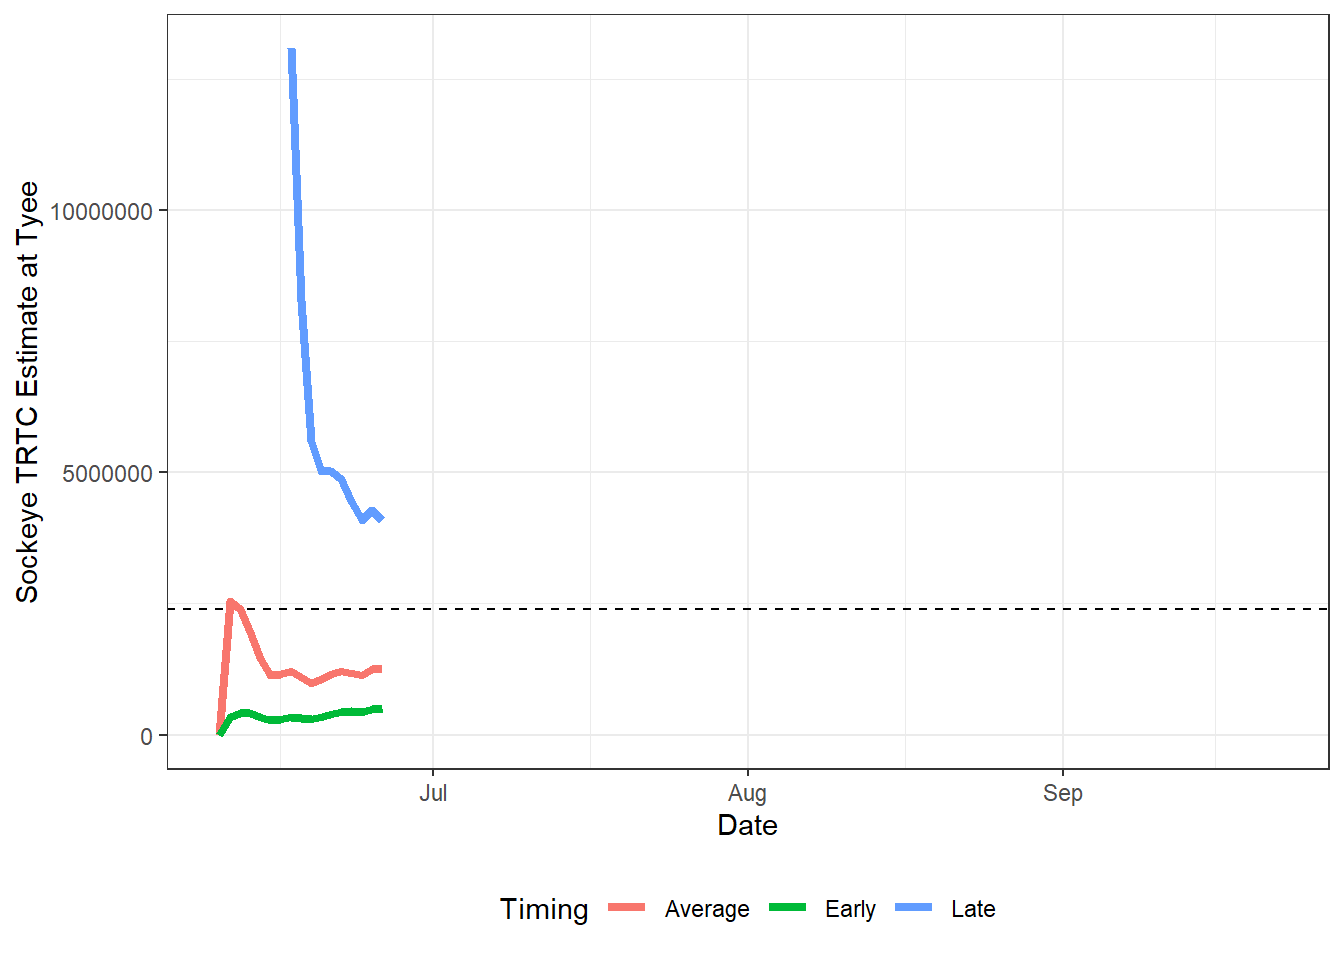 Sockeye TRTC Estimate at Tyee
10000000
5000000
0
Jul Aug Sep
Date
Timing Average Early Late